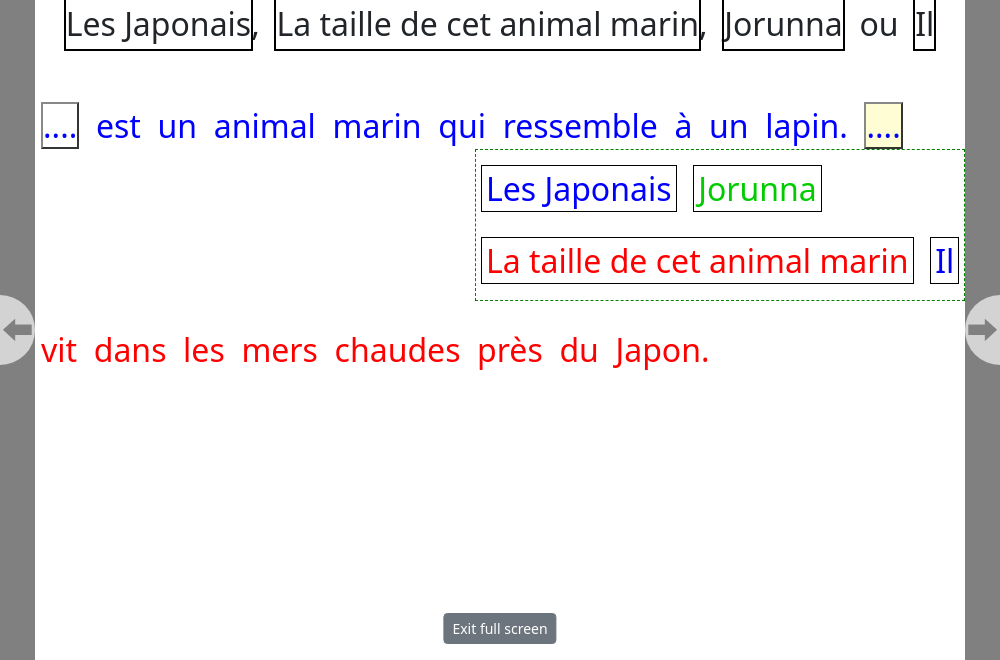 Les Japonais, La taille de cet animal marin, Jorunna ou Il
.... est un animal marin qui ressemble à un lapin. ....
Les Japonais Jorunna
La taille de cet animal marin Il
vit dans les mers chaudes près du Japon.
Exit full screen